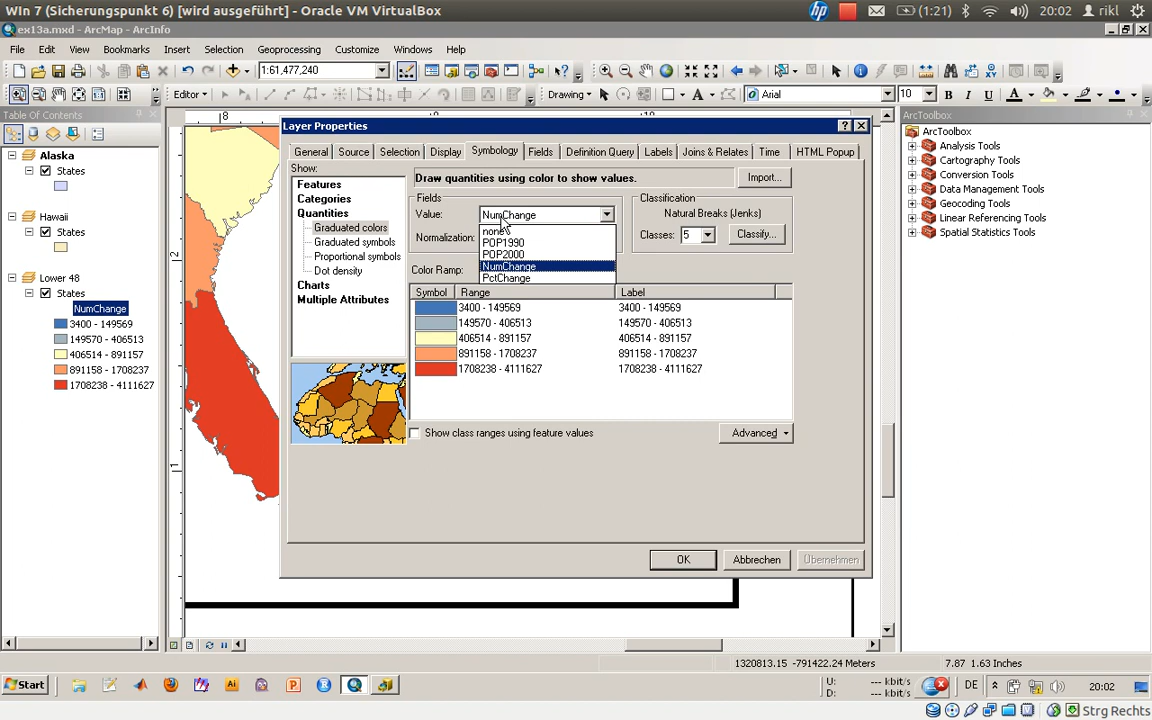 WIn 7 (Sicherungspunkt 6) [wird ausgeführt] - Oracle VM VirtualBox
(1:21)
20:02
rikl
ex13a.mxd - ArcMap - ArcInfo
File Edit View Bookmarks Insert Selection Geoprocessing Customize Windows Help
1:61,477,240
Editor
Drawing
Arial
10
B I U A
Table Of Contents
Alaska
States
Hawaii
States
Lower 48
States
NumChange
3400 - 149569
149570 - 406513
406514 - 891157
891158 - 1708237
1708238 - 4111627
Layer Properties
General Source Selection Display Symbology Fields Definition Query Labels Joins & Relates Time HTML Popup
Show:
Features
Categories
Quantities
Graduated colors
Graduated symbols
Proportional symbols
Dot density
Charts
Multiple Attributes
Draw quantities using color to show values.
Import...
Fields
Value:
NumChange
Normalization:
none
POP1990
POP2000
NumChange
PctChange
Color Ramp:
Classification
Natural Breaks (Jenks)
Classes: 5
Classify...
Symbol Range Label
3400 - 149569 3400 - 149569
149570 - 406513 149570 - 406513
406514 - 891157 406514 - 891157
891158 - 1708237 891158 - 1708237
1708238 - 4111627 1708238 - 4111627
Show class ranges using feature values
Advanced
OK
Abbrechen
Übernehmen
ArcToolbox
ArcToolbox
Analysis Tools
Cartography Tools
Conversion Tools
Data Management Tools
Geocoding Tools
Linear Referencing Tools
Spatial Statistics Tools
1320813.15 -791422.24 Meters
7.87 1.63 Inches
Start
U: --- kbit/s
D: --- kbit/s
DE
20:02
Strg Rechts